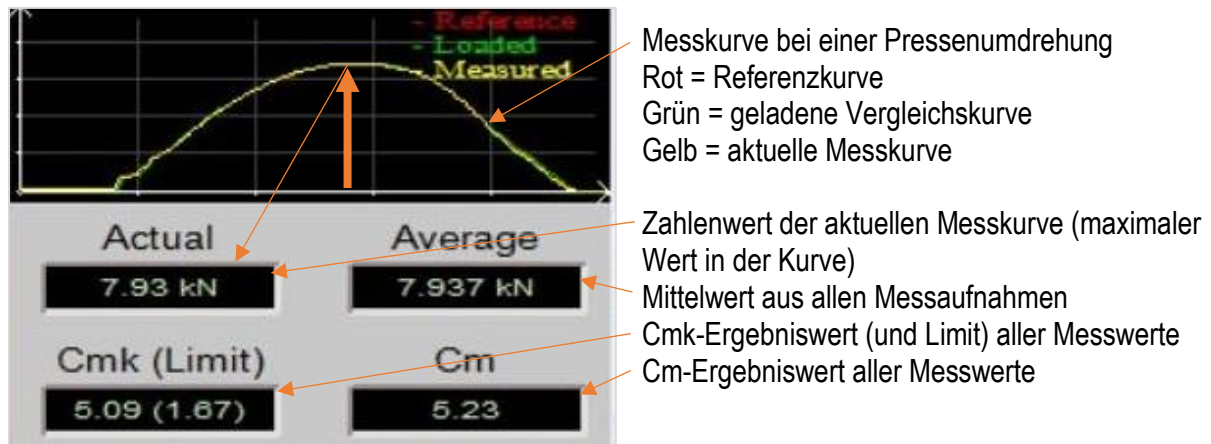 - Reference
- Loaded
- Measured
Messkurve bei einer Pressenumdrehung
Rot = Referenzkurve
Grün = geladene Vergleichskurve
Gelb = aktuelle Messkurve
Actual
Average
7.93 kN
7.937 kN
Zahlenwert der aktuellen Messkurve (maximaler
Wert in der Kurve)
Mittelwert aus allen Messaufnahmen
Cmk (Limit)
Cm
5.09 (1.67)
5.23
Cmk-Ergebniswert (und Limit) aller Messwerte
Cm-Ergebniswert aller Messwerte